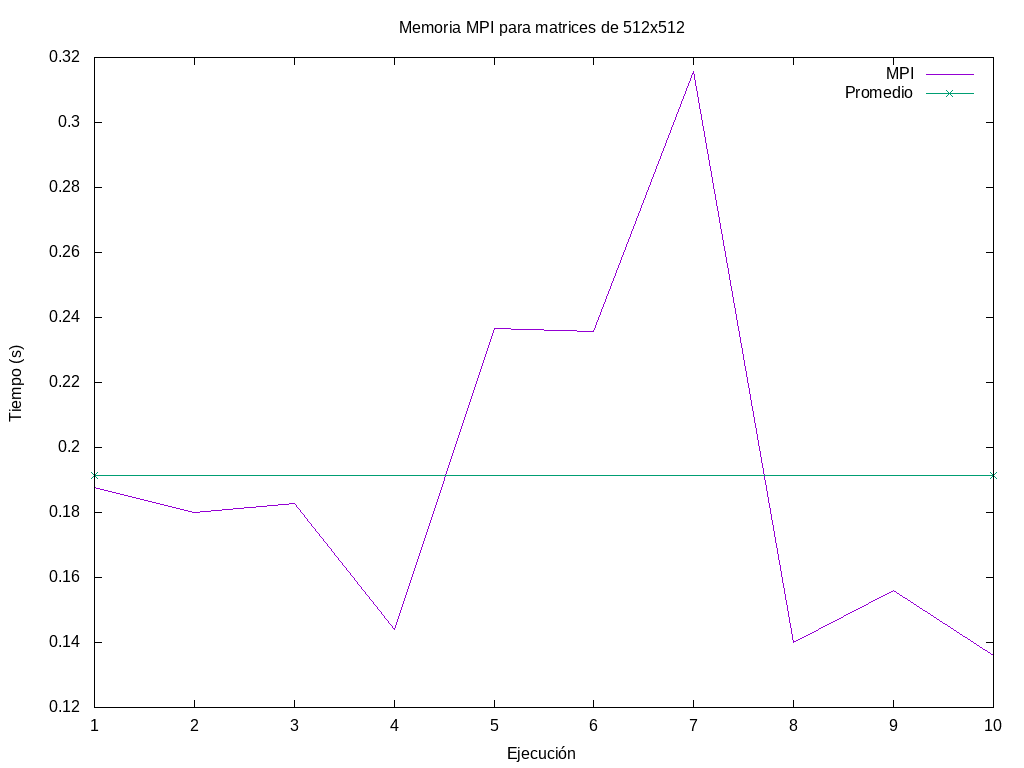 Memoria MPI para matrices de 512x512
MPI
Promedio
0.32
0.3
0.28
0.26
0.24
0.22
0.2
0.18
0.16
0.14
0.12
Tiempo (s)
1 2 3 4 5 6 7 8 9 10
Ejecución